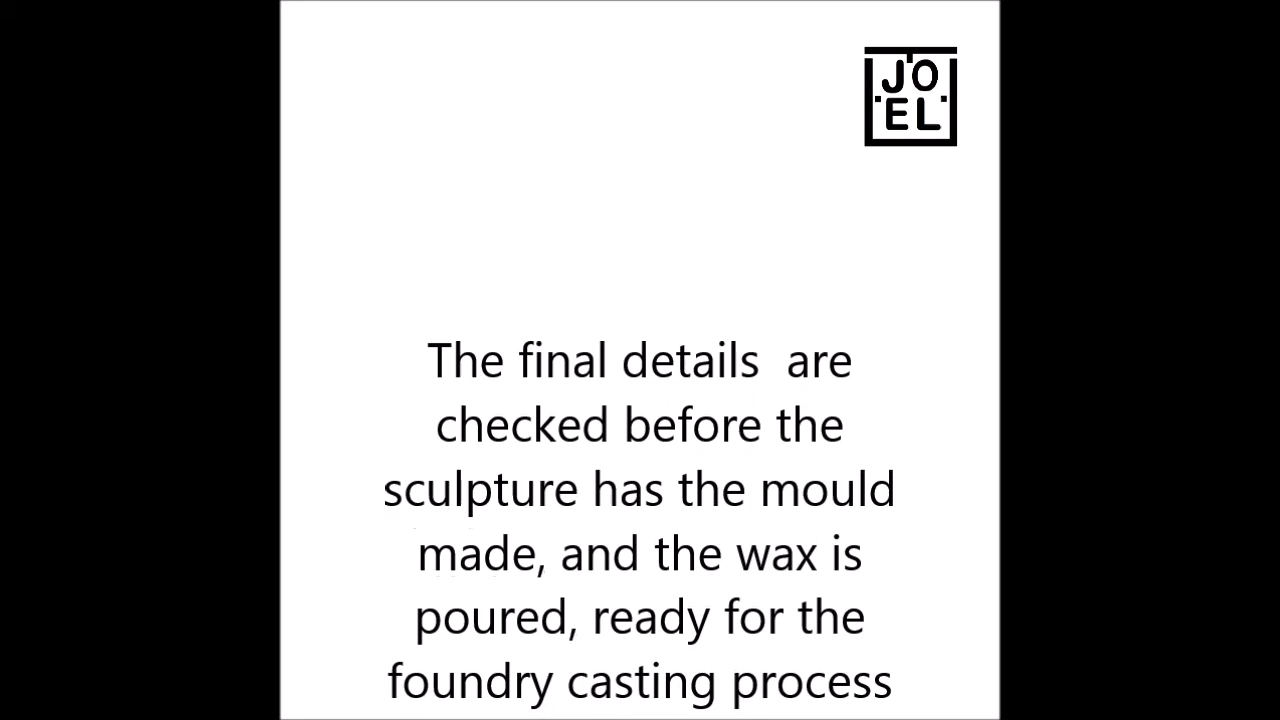 JO
EL
The final details  are
checked before the
sculpture has the mould
made, and the wax is
poured, ready for the
foundry casting process